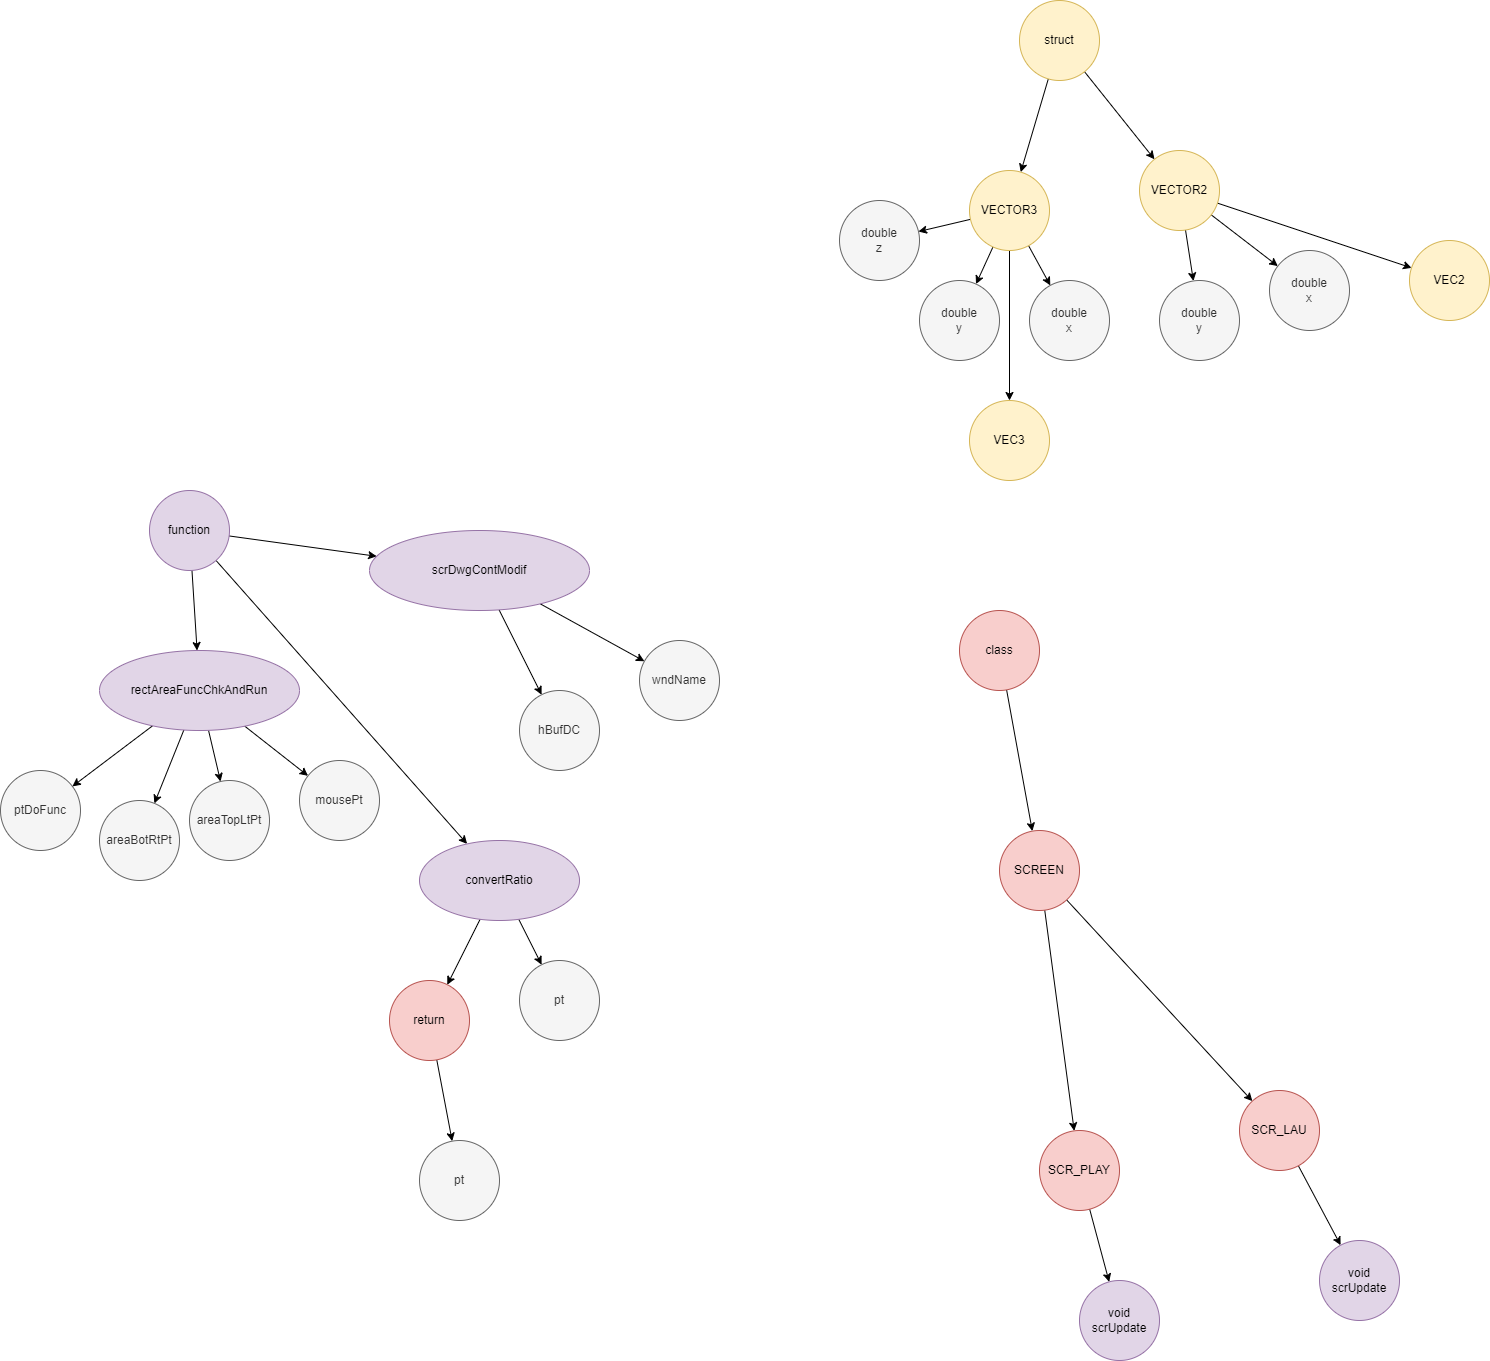 struct
VECTOR3
VECTOR2
double
z
double
y
double
x
double
y
double
x
VEC2
VEC3
function
scrDwgContModif
rectAreaFuncChkAndRun
hBufDC
wndName
ptDoFunc
areaBotRtPt
areaTopLtPt
mousePt
convertRatio
return
pt
pt
class
SCREEN
SCR_PLAY
SCR_LAU
void
scrUpdate
void
scrUpdate